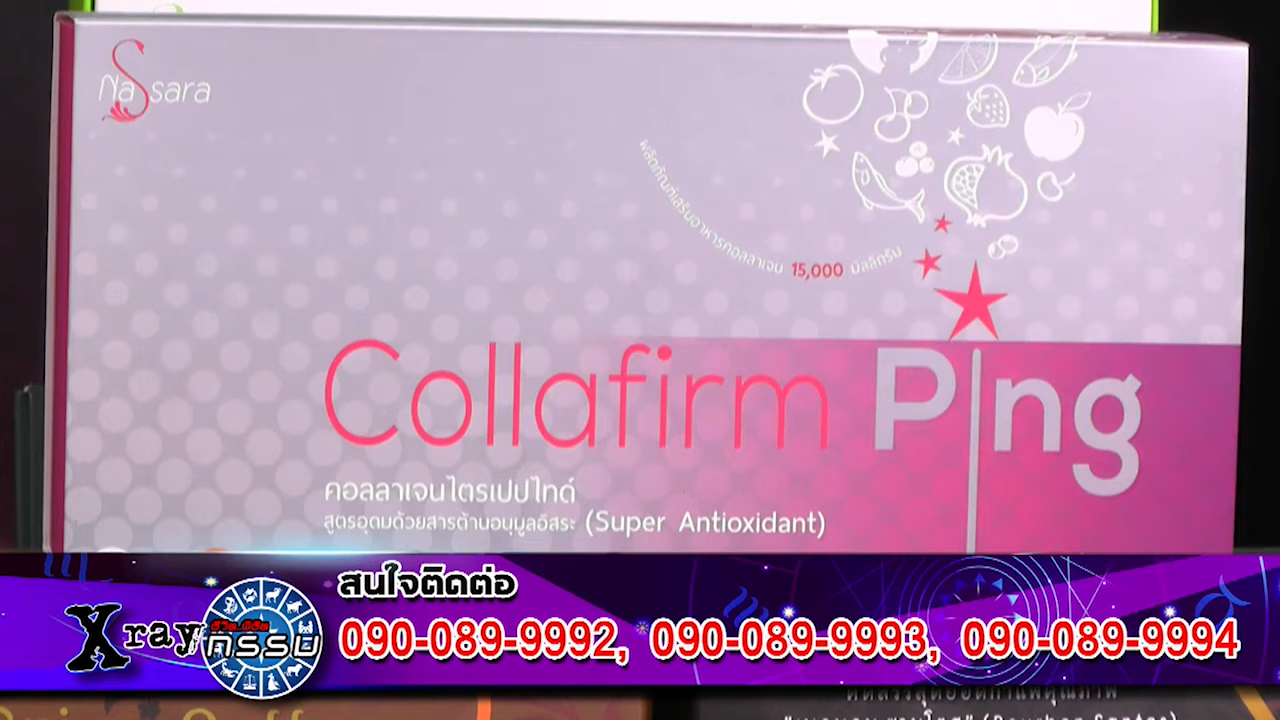 Nassara
ผลิตภัณฑ์เสริมอาหารคอลลาเจน 15,000 มิลลิกรัม
Collafirm Ping
คอลลาเจนไตรเปปไทด์
สูตรอุดมด้วยสารต้านอนุมูลอิสระ (Super Antioxidant)
สนใจติดต่อ
Xray
กรรม
090-089-9992, 090-089-9993, 090-089-9994